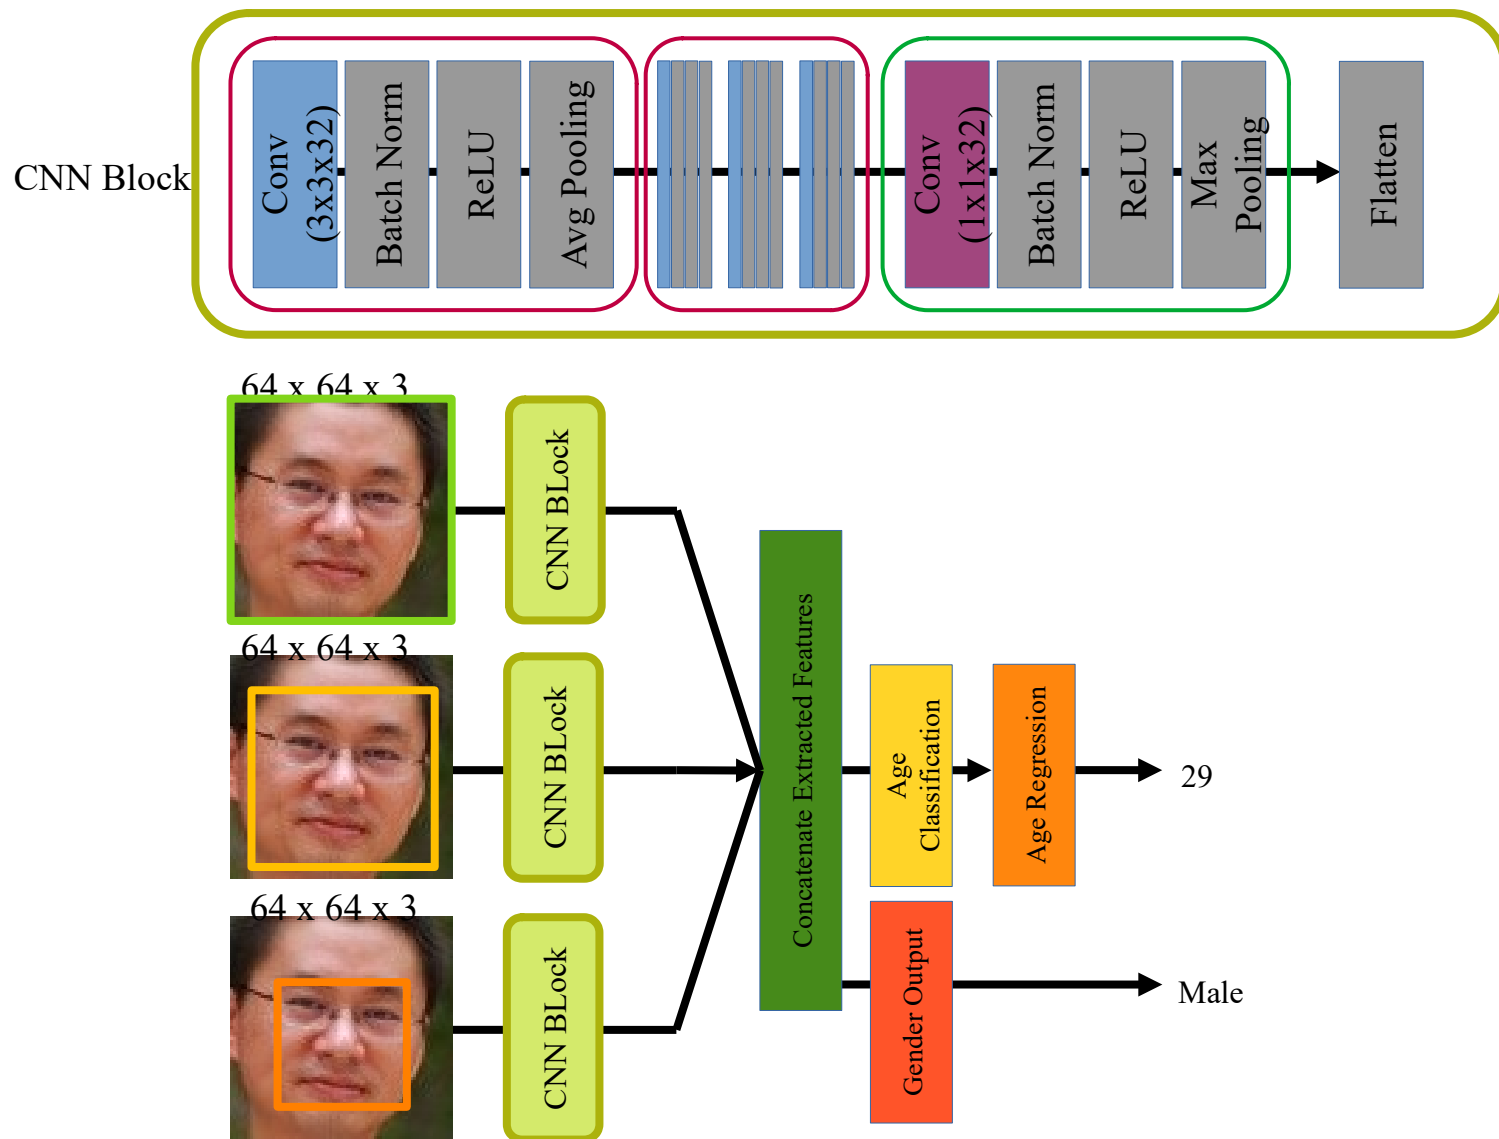 CNN Block
Conv
(3x3x32)
Batch Norm
ReLU
Avg Pooling
Conv
(1x1x32)
Batch Norm
ReLU
Max
Pooling
Flatten
64 x 64 x 3
CNN BLock
64 x 64 x 3
CNN BLock
64 x 64 x 3
CNN BLock
Concatenate Extracted Features
Age
Classification
Age Regression
29
Gender Output
Male